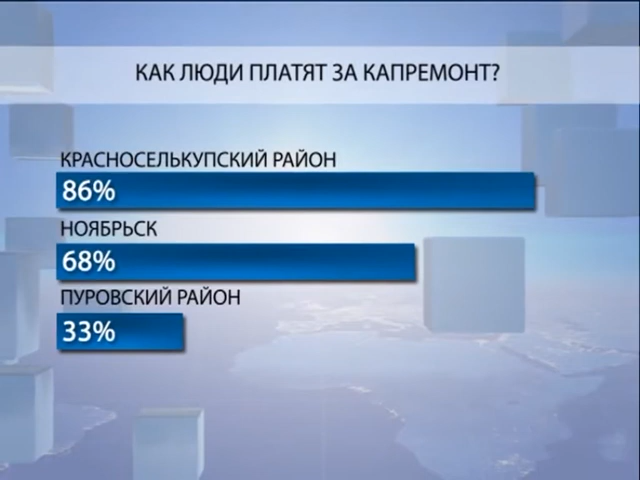 КАК ЛЮДИ ПЛАТЯТ ЗА КАПРЕМОНТ?
КРАСНОСЕЛЬКУПСКИЙ РАЙОН
86%
НОЯБРЬСК
68%
ПУРОВСКИЙ РАЙОН
33%